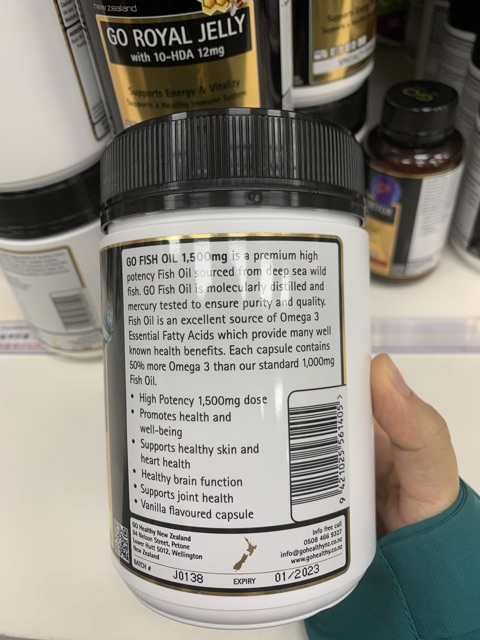 new zealand
GO ROYAL JELLY
with 10-HDA 12mg
Supports Energy & Vitality
Supports a Healthy Immune System
GO FISH OIL 1,500mg is a premium high
potency Fish Oil sourced from deep sea wild
fish. GO Fish Oil is molecularly distilled and
mercury tested to ensure purity and quality.
Fish Oil is an excellent source of Omega 3
Essential Fatty Acids which provide many well
known health benefits. Each capsule contains
50% more Omega 3 than our standard 1,000mg
Fish Oil.
• High Potency 1,500mg dose
• Promotes health and
well-being
• Supports healthy skin and
heart health
• Healthy brain function
• Supports joint health
• Vanilla flavoured capsule
9 421025 561405 >
GO Healthy New Zealand
94 Nelson Street, Petone
Lower Hutt 5012, Wellington
New Zealand
Info free call
0508 466 9327
info@gohealthynz.co.nz
www.gohealthy.co.nz
BATCH # J0138 EXPIRY 01/2023